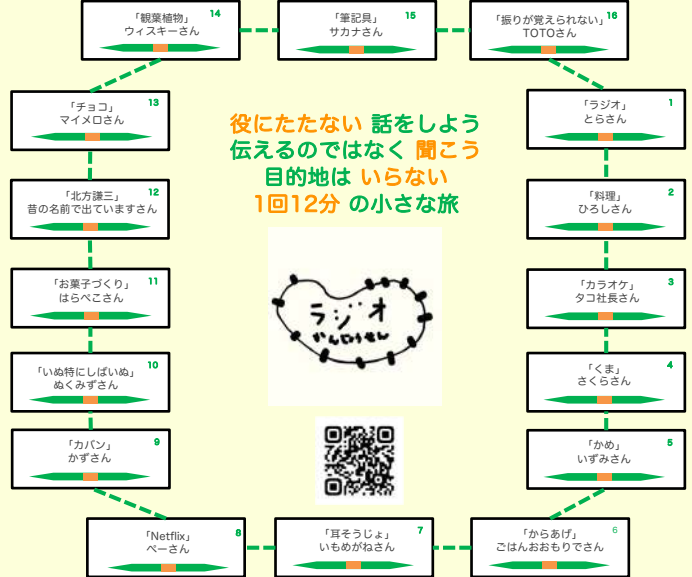 「観葉植物」
ウィスキーさん
14
「筆記具」
サカナさん
15
「振りが覚えられない」
TOTOさん
16
「チョコ」
マイメロさん
13
「ラジオ」
とらさん
1
役にたたない 話をしよう
伝えるのではなく 聞こう
目的地は いらない
1回12分 の小さな旅
「北方謙三」
昔の名前で出ていますさん
12
「料理」
ひろしさん
2
「お菓子づくり」
はらぺこさん
11
「カラオケ」
タコ社長さん
3
ラジオ
かんじょうせん
「いぬ特にしばいぬ」
ぬくみずさん
10
「くま」
さくらさん
4
「カバン」
かずさん
9
「かめ」
いずみさん
5
「Netflix」
ぺーさん
8
「耳そうじょ」
いもめがねさん
7
「からあげ」
ごはんおおもりでさん
6